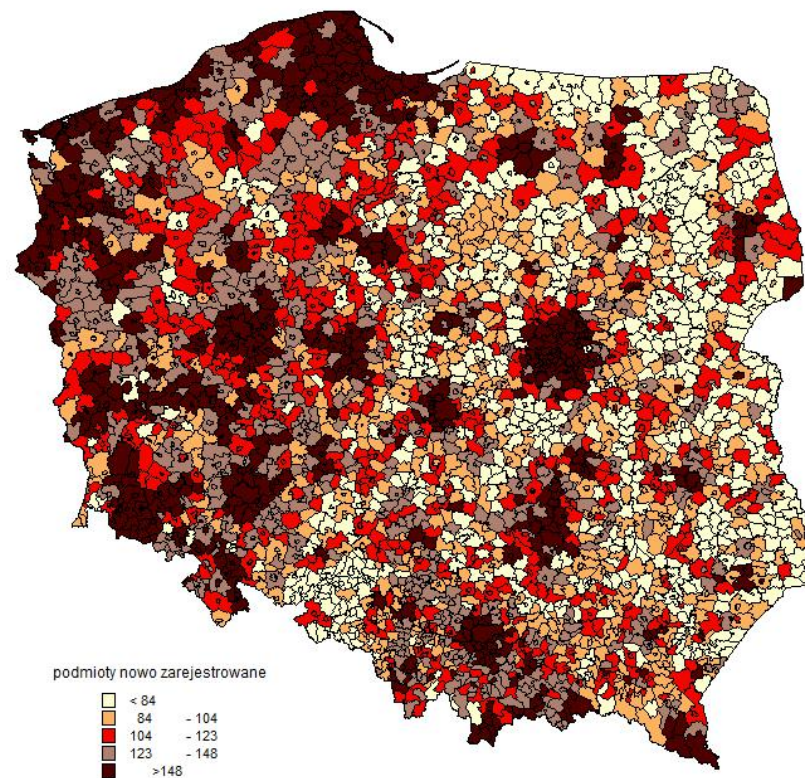 podmioty nowo zarejestrowane
< 84
84 - 104
104 - 123
123 - 148
>148